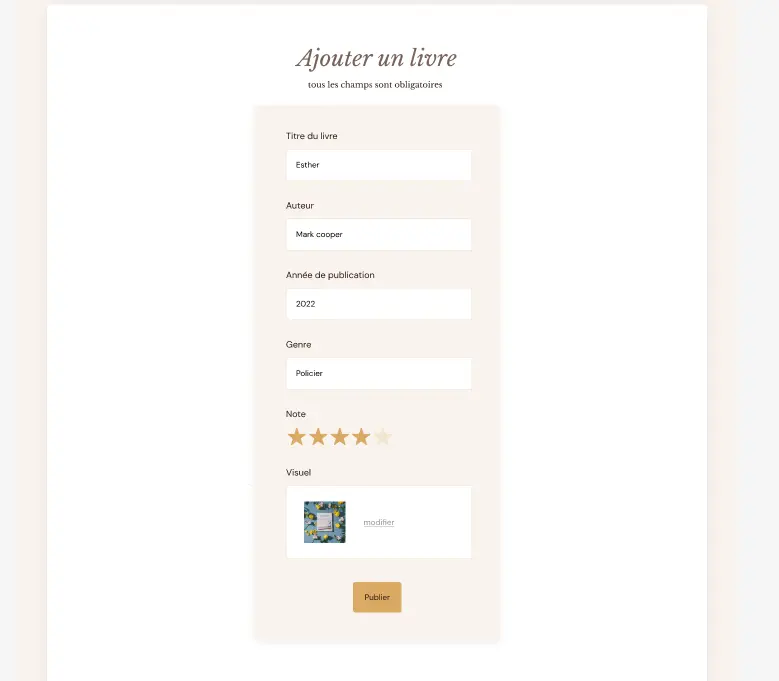 Ajouter un livre
tous les champs sont obligatoires
Titre du livre
Esther
Auteur
Mark cooper
Année de publication
2022
Genre
Policier
Note
Visuel
modifier
Publier